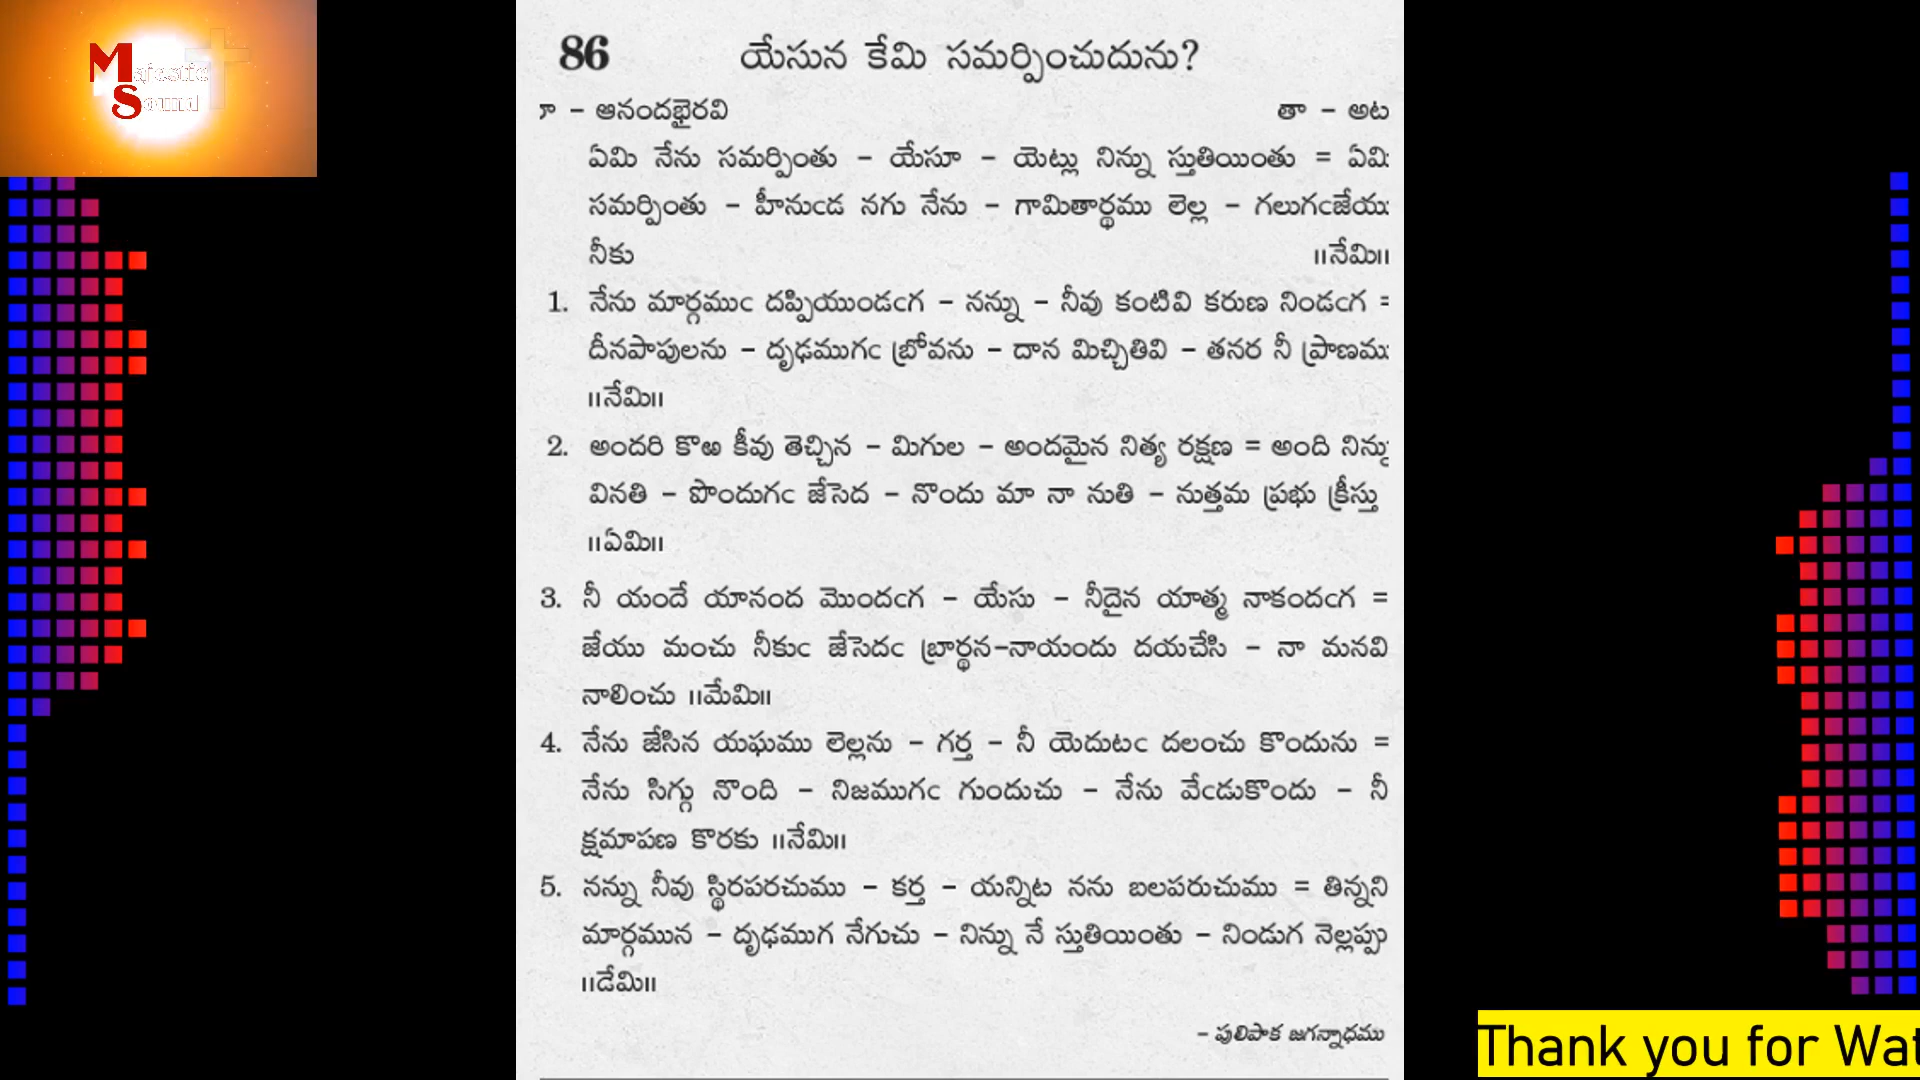 Majestic
Sound
86 యేసున కేమి సమర్పించుదును?
– ఆనందభైరవి తా – అట
ఏమి నేను సమర్పింతు – యేసూ – యెట్లు నిన్ను స్తుతియింతు = ఏమి
సమర్పింతు – హీనుఁడ నగు నేను – గామితార్థము లెల్ల – గలుగఁజేయు
నీకు ॥నేమి॥
1. నేను మార్గముఁ దప్పియుండఁగ – నన్ను – నీవు కంటివి కరుణ నిండఁగ =
దీనపాపులను – దృఢముగఁ బ్రోవను – దాన మిచ్చితివి – తనర నీ ప్రాణము
॥నేమి॥
2. అందరి కొఱ కీవు తెచ్చిన – మిగుల – అందమైన నిత్య రక్షణ = అంది నిన్ను
వినతి – పొందుగఁ జేసెద – నొందు మా నా నుతి – నుత్తమ ప్రభు క్రీస్తు
॥ఏమి॥
3. నీ యందే యానంద మొందఁగ – యేసు – నీదైన యాత్మ నాకందఁగ =
జేయు మంచు నీకుఁ జేసెదఁ బ్రార్థన-నాయందు దయచేసి – నా మనవి
నాలించు ॥మేమి॥
4. నేను జేసిన యఘము లెల్లను – గర్త – నీ యెదుటఁ దలంచు కొందును =
నేను సిగ్గు నొంది – నిజముగఁ గుందుచు – నేను వేఁడుకొందు – నీ
క్షమాపణ కొరకు ॥నేమి॥
5. నన్ను నీవు స్థిరపరచుము – కర్త – యన్నిట నను బలపరుచుము = తిన్నని
మార్గమున – దృఢముగ నేగుచు – నిన్ను నే స్తుతియింతు – నిండుగ నెల్లప్పు
॥డేమి॥
– పులిపాక జగన్నాధము
Thank you for Wat